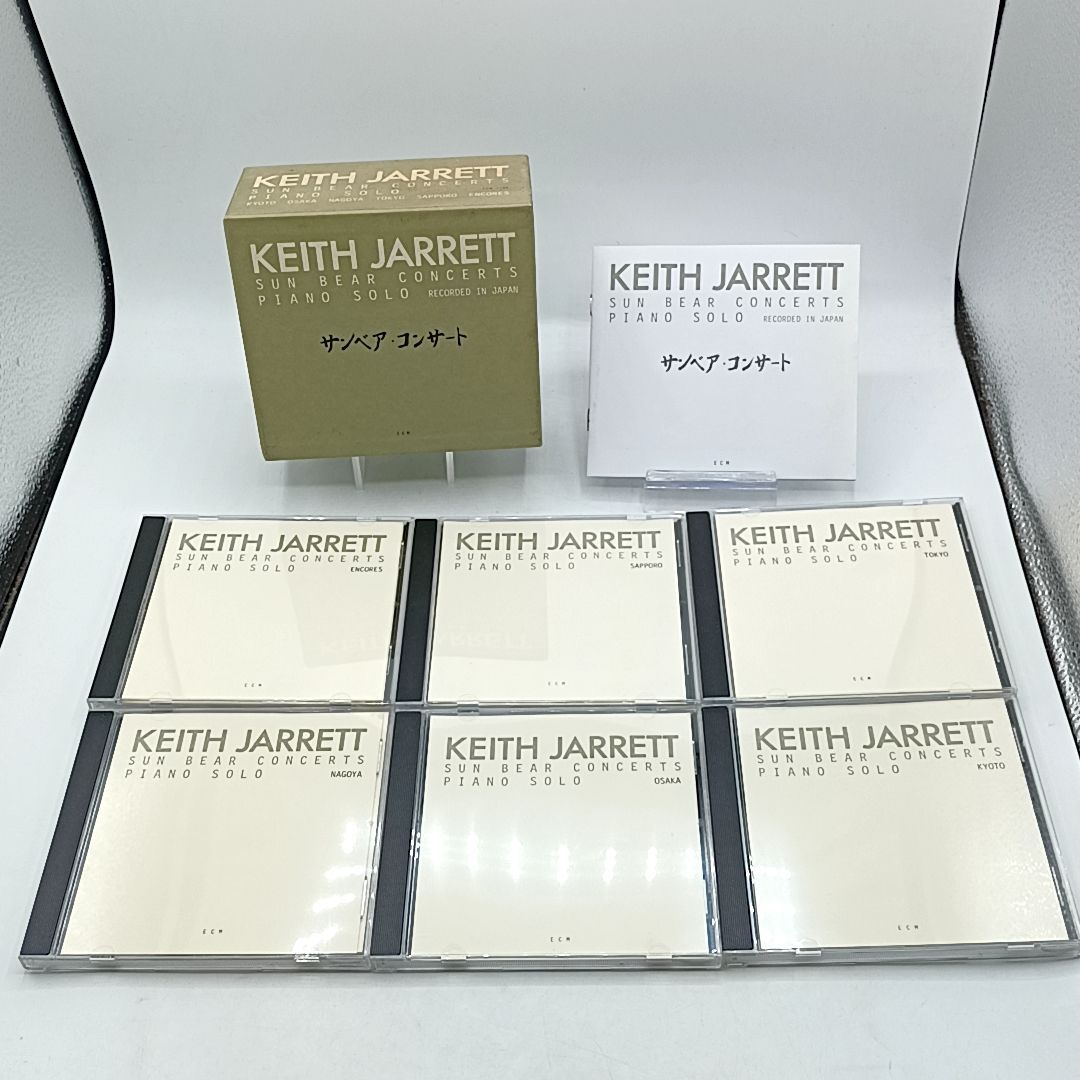 KEITH JARRETT
SUN BEAR CONCERTS
PIANO SOLO
KYOTO OSAKA NAGOYA TOKYO SAPPORO ENCORES
KEITH JARRETT
SUN BEAR CONCERTS
PIANO SOLO RECORDED IN JAPAN
サンベア・コンサート
ECM
KEITH JARRETT
SUN BEAR CONCERTS
PIANO SOLO RECORDED IN JAPAN
サンベア・コンサート
ECM
KEITH JARRETT
SUN BEAR CONCERTS
PIANO SOLO ENCORES
ECM
KEITH JARRETT
SUN BEAR CONCERTS
PIANO SOLO SAPPORO
ECM
KEITH JARRETT
SUN BEAR CONCERTS
PIANO SOLO TOKYO
ECM
KEITH JARRETT
SUN BEAR CONCERTS
PIANO SOLO NAGOYA
ECM
KEITH JARRETT
SUN BEAR CONCERTS
PIANO SOLO OSAKA
ECM
KEITH JARRETT
SUN BEAR CONCERTS
PIANO SOLO KYOTO
ECM